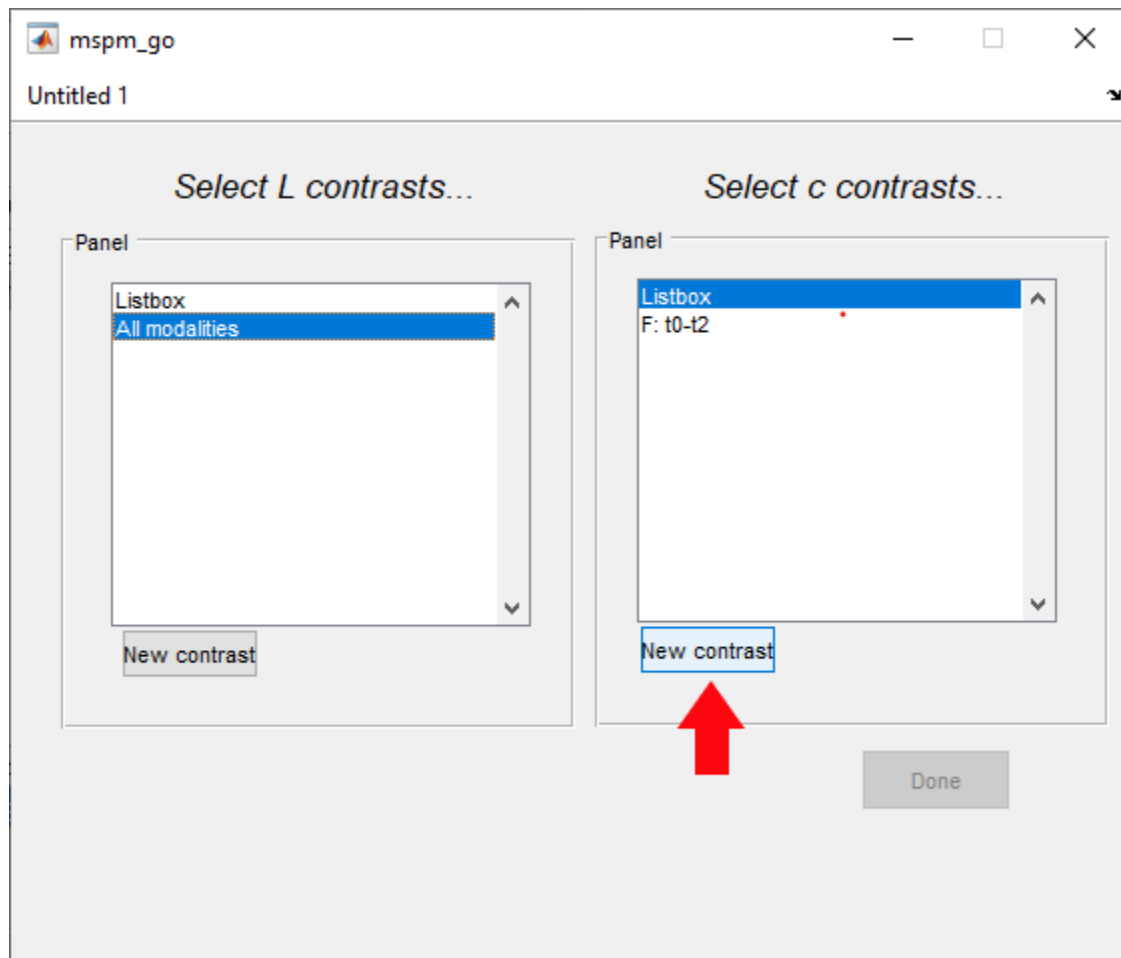 mspm_go
Untitled 1
Select L contrasts...
Select c contrasts...
Panel
Panel
Listbox
All modalities
Listbox
F: t0-t2
New contrast
New contrast
Done